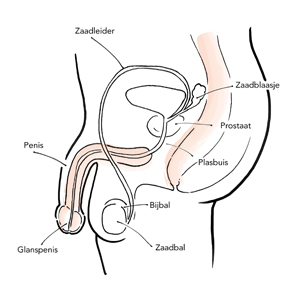 Zaadleider
Zaadblaasje
Prostaat
Penis
Plasbuis
Bijbal
Glanspenis
Zaadbal